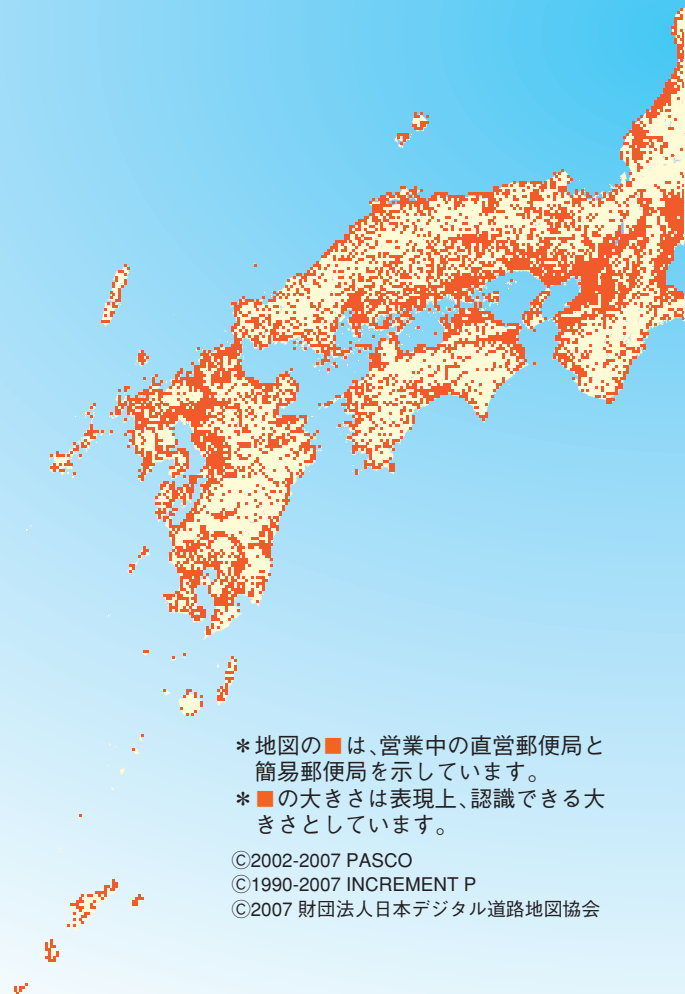 ＊地図の■は、営業中の直営郵便局と
簡易郵便局を示しています。
＊■の大きさは表現上、認識できる大
きさとしています。
Ⓒ2002-2007 PASCO
Ⓒ1990-2007 INCREMENT P
Ⓒ2007 財団法人日本デジタル道路地図協会